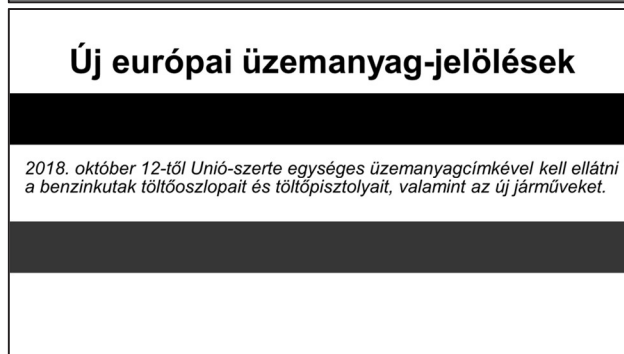 Új európai üzemanyag-jelölések
2018. október 12-től Unió-szerte egységes üzemanyagcímkével kell ellátni
a benzinkutak töltőoszlopait és töltőpisztolyait, valamint az új járműveket.